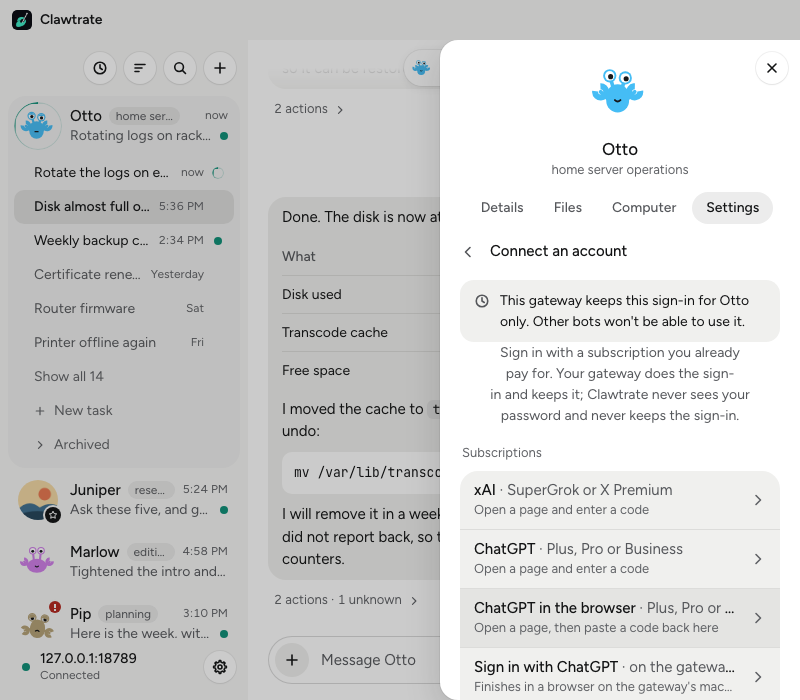 Clawtrate
Otto home ser... now
Rotating logs on rack...
Rotate the logs on e... now
Disk almost full o... 5:36 PM
Weekly backup c... 2:34 PM
Certificate rene... Yesterday
Router firmware Sat
Printer offline again Fri
Show all 14
New task
Archived
Juniper rese... 5:24 PM
Ask these five, and g...
Marlow editi... 4:58 PM
Tightened the intro and...
Pip planning 3:10 PM
Here is the week. wit...
127.0.0.1:18789
Connected
so it can be resto
2 actions
Done. The disk is now at
What
Disk used
Transcode cache
Free space
I moved the cache to t
undo:
mv /var/lib/transco
I will remove it in a week
did not report back, so t
counters.
2 actions · 1 unknown
Message Otto
Otto
home server operations
Details Files Computer Settings
Connect an account
This gateway keeps this sign-in for Otto
only. Other bots won't be able to use it.
Sign in with a subscription you already
pay for. Your gateway does the sign-
in and keeps it; Clawtrate never sees your
password and never keeps the sign-in.
Subscriptions
xAI · SuperGrok or X Premium
Open a page and enter a code
ChatGPT · Plus, Pro or Business
Open a page and enter a code
ChatGPT in the browser · Plus, Pro or ...
Open a page, then paste a code back here
Sign in with ChatGPT · on the gatewa...
Finishes in a browser on the gateway's mac...